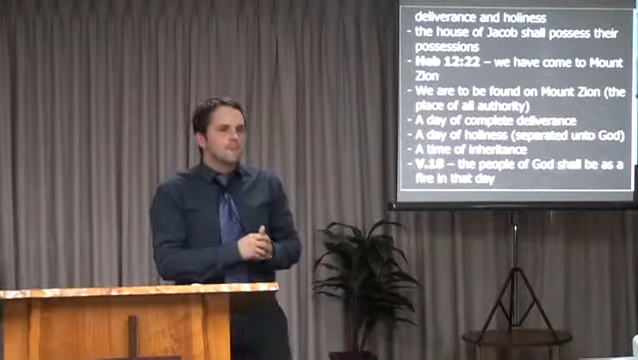 deliverance and holiness
- the house of Jacob shall possess their
possessions
- Heb 12:22 – we have come to Mount
Zion
- We are to be found on Mount Zion (the
place of all authority)
- A day of complete deliverance
- A day of holiness (separated unto God)
- A time of inheritance
- V.18 – the people of God shall be as a
fire in that day